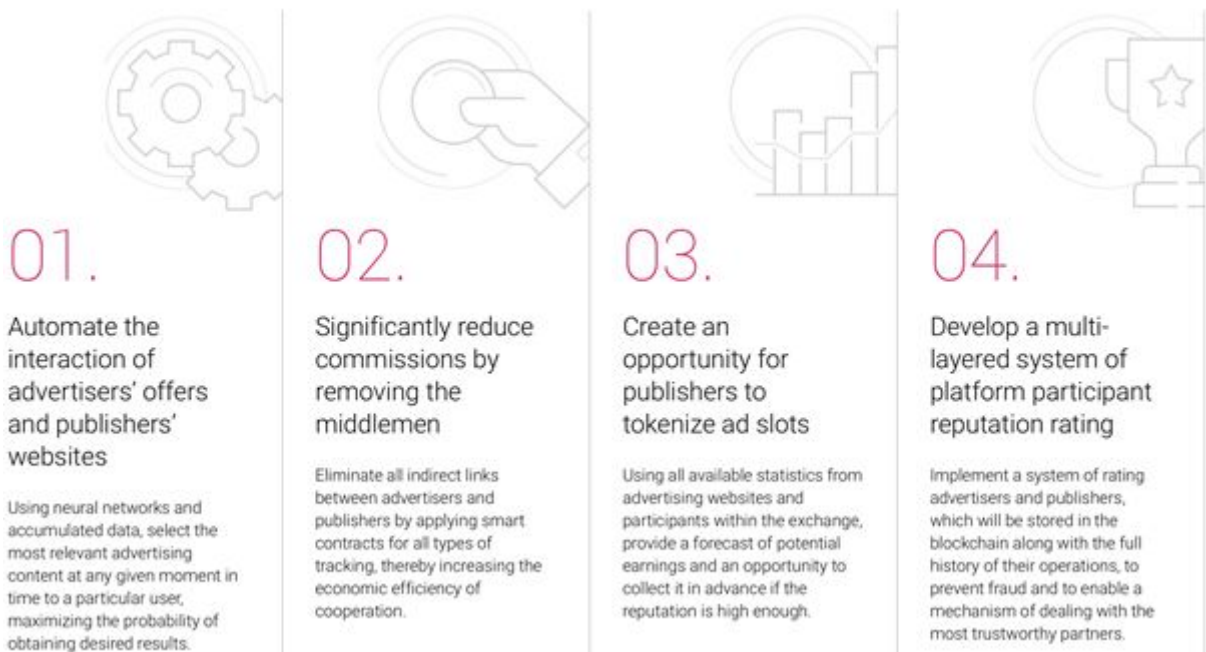 01.
Automate the
interaction of
advertisers’ offers
and publishers’
websites
Using neural networks and
accumulated data, select the
most relevant advertising
content at any given moment in
time to a particular user,
maximizing the probability of
obtaining desired results.
02.
Significantly reduce
commissions by
removing the
middlemen
Eliminate all indirect links
between advertisers and
publishers by applying smart
contracts for all types of
tracking, thereby increasing the
economic efficiency of
cooperation.
03.
Create an
opportunity for
publishers to
tokenize ad slots
Using all available statistics from
advertising websites and
participants within the exchange,
provide a forecast of potential
earnings and an opportunity to
collect it in advance if the
reputation is high enough.
04.
Develop a multi-
layered system of
platform participant
reputation rating
Implement a system of rating
advertisers and publishers,
which will be stored in the
blockchain along with the full
history of their operations, to
prevent fraud and to enable a
mechanism of dealing with the
most trustworthy partners.